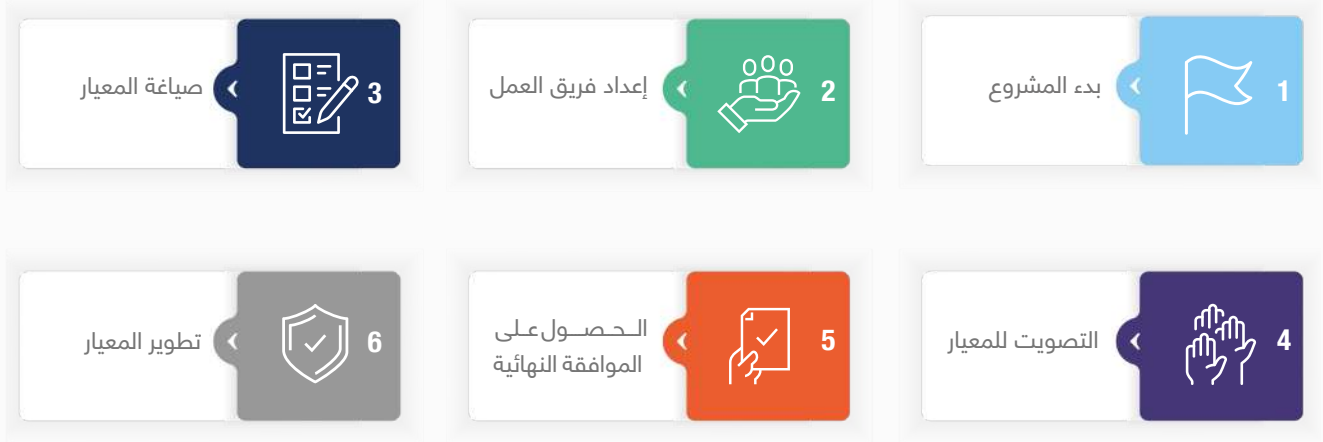 1
بدء المشروع
2
إعداد فريق العمل
3
صياغة المعيار
4
التصويت للمعيار
5
الحصول على
الموافقة النهائية
6
تطوير المعيار